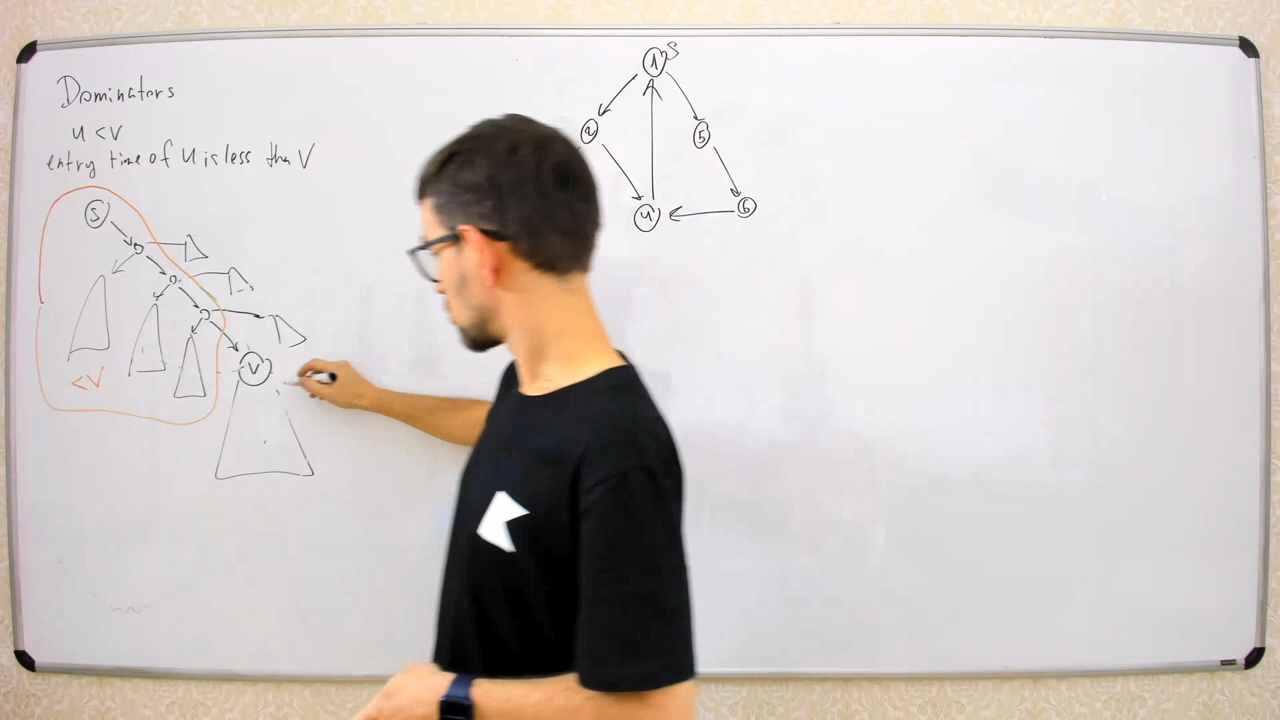 Dominators
u < v
entry time of u is less than v
S
< v
v
1 S
2
5
4
6